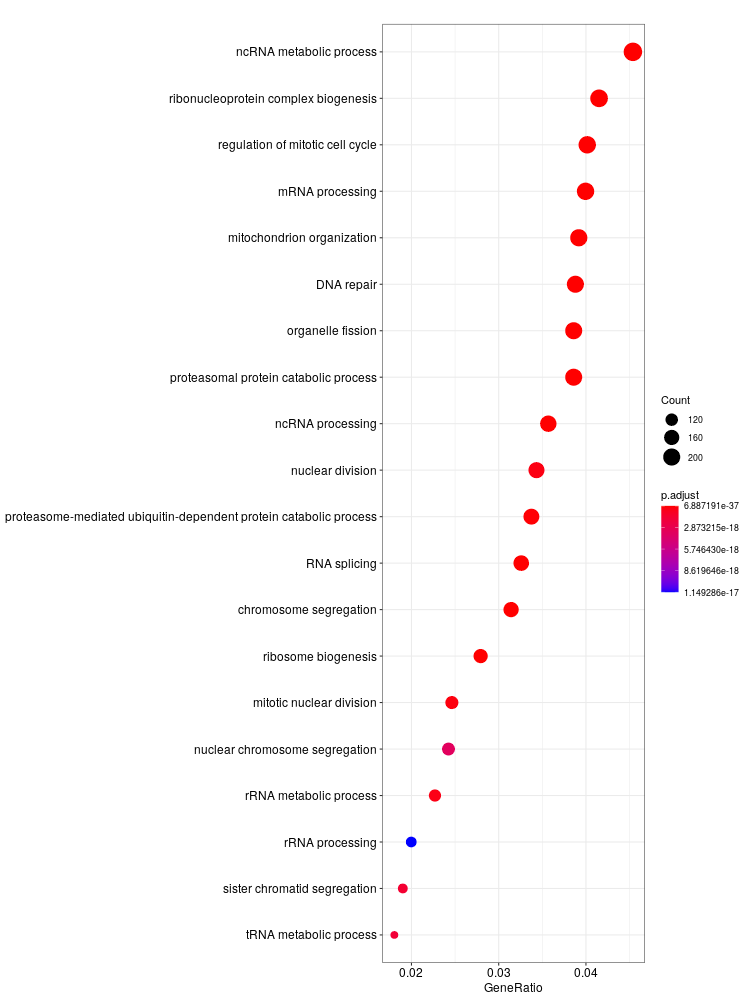 ncRNA metabolic process
ribonucleoprotein complex biogenesis
regulation of mitotic cell cycle
mRNA processing
mitochondrion organization
DNA repair
organelle fission
proteasomal protein catabolic process
ncRNA processing
nuclear division
proteasome-mediated ubiquitin-dependent protein catabolic process
RNA splicing
chromosome segregation
ribosome biogenesis
mitotic nuclear division
nuclear chromosome segregation
rRNA metabolic process
rRNA processing
sister chromatid segregation
tRNA metabolic process
0.02 0.03 0.04
GeneRatio
Count
120
160
200
p.adjust
6.887191e-37
2.873215e-18
5.746430e-18
8.619646e-18
1.149286e-17